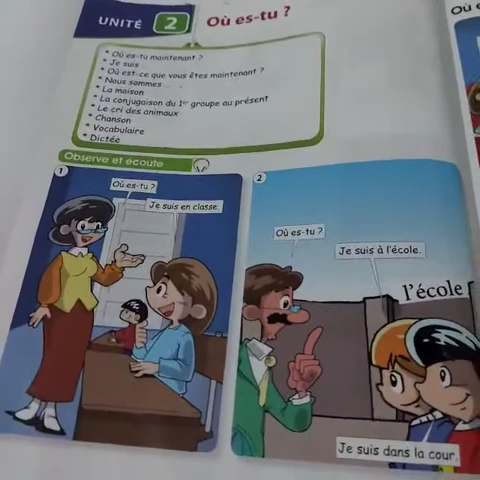 UNITÉ 2 Où es-tu ?
* Où es-tu maintenant ?
* Je suis ...
* Où est-ce que vous êtes maintenant ?
* Nous sommes ...
* La maison
* La conjugaison du 1er groupe au présent
* Le cri des animaux
* Chanson
* Vocabulaire
* Dictée
Observe et écoute
1
Où es-tu ?
Je suis en classe.
2
Où es-tu ?
Je suis à l'école.
l'école
Je suis dans la cour.
Où